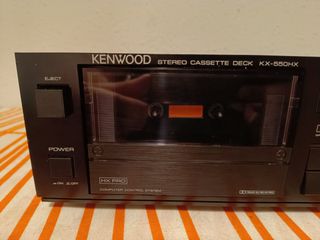 KENWOOD STEREO CASSETTE DECK KX-550HX
EJECT
POWER
HX PRO
COMPUTER CONTROL SYSTEM